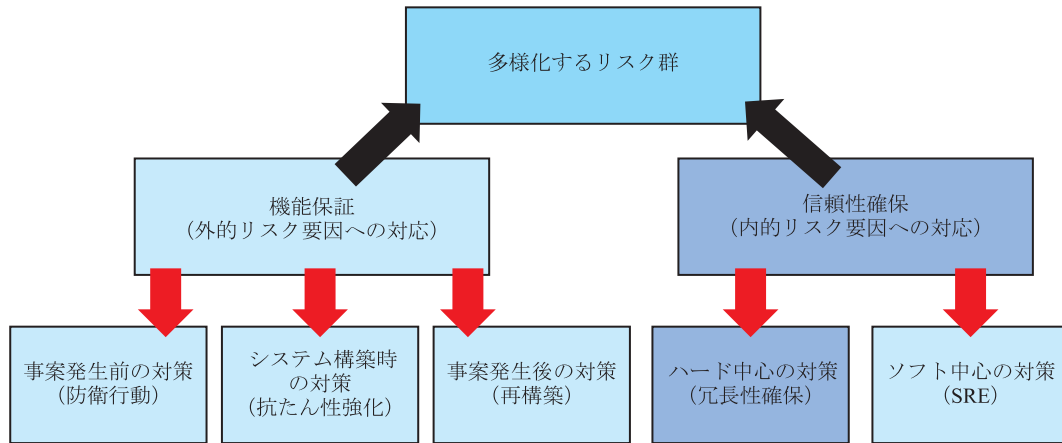 多様化するリスク群
機能保証
（外的リスク要因への対応）
信頼性確保
（内的リスク要因への対応）
事案発生前の対策
（防衛行動）
システム構築時
の対策
（抗たん性強化）
事案発生後の対策
（再構築）
ハード中心の対策
（冗長性確保）
ソフト中心の対策
（SRE）